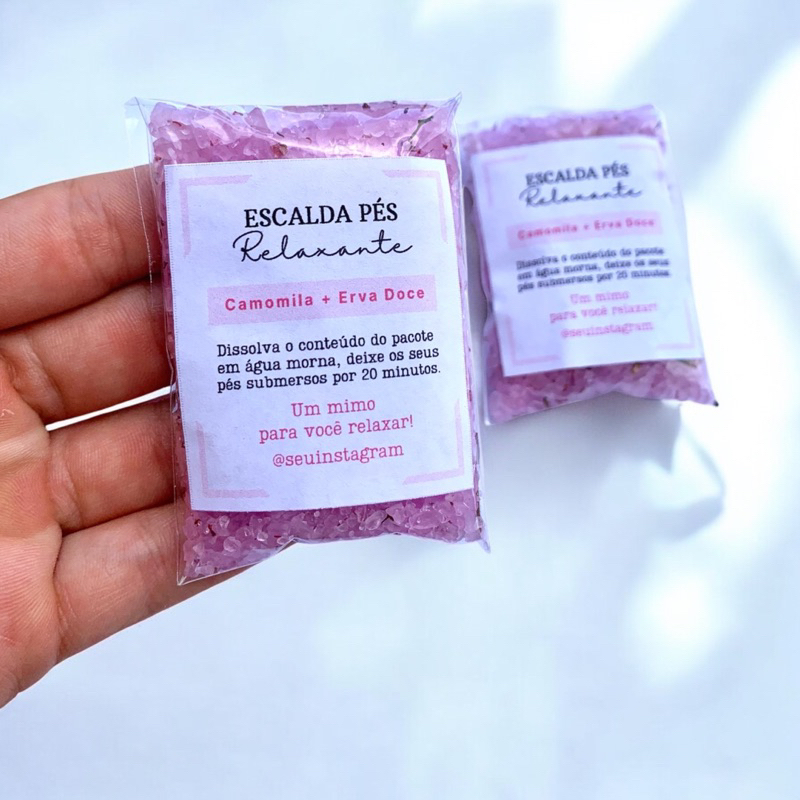 ESCALDA PÉS
Relaxante
Camomila + Erva Doce
Dissolva o conteúdo do pacote
em água morna, deixe os seus
pés submersos por 20 minutos.
Um mimo
para você relaxar!
@seuinstagram
ESCALDA PÉS
Relaxante
Camomila + Erva Doce
Dissolva o conteúdo do pacote
em água morna, deixe os seus
pés submersos por 20 minutos.
Um mimo
para você relaxar!
@seuinstagram